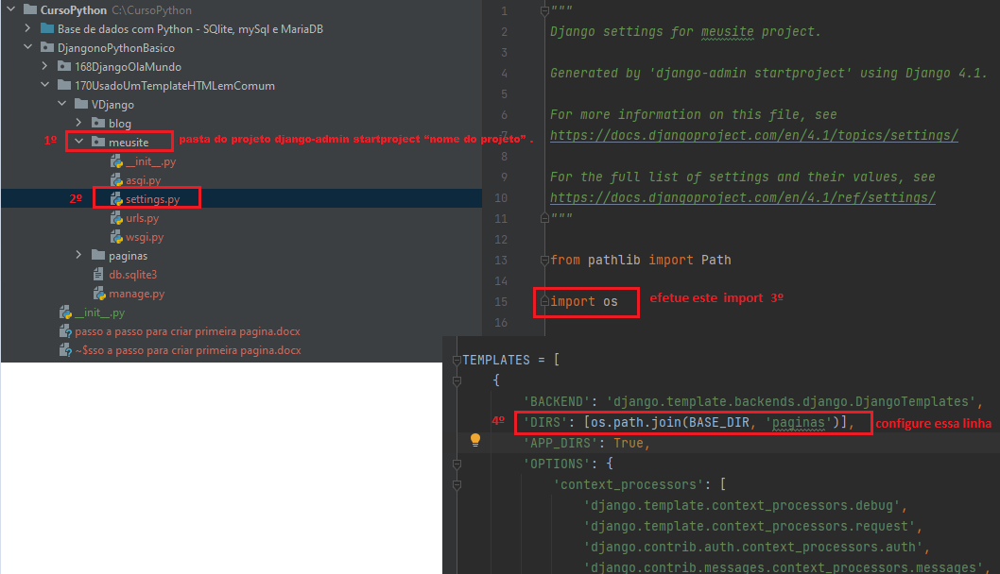 CursoPython C:\CursoPython
Base de dados com Python - SQlite, mySql e MariaDB
DjangonoPythonBasico
168DjangoOlaMundo
170UsadoUmTemplateHTMLemComum
VDjango
blog
1º meusite pasta do projeto django-admin startproject “nome do projeto” .
__init__.py
asgi.py
2º settings.py
urls.py
wsgi.py
paginas
db.sqlite3
manage.py
__init__.py
passo a passo para criar primeira pagina.docx
~$sso a passo para criar primeira pagina.docx
1 """
2 Django settings for meusite project.
3
4 Generated by 'django-admin startproject' using Django 4.1.
5
6 For more information on this file, see
7 https://docs.djangoproject.com/en/4.1/topics/settings/
8
9 For the full list of settings and their values, see
10 https://docs.djangoproject.com/en/4.1/ref/settings/
11 """
12
13 from pathlib import Path
14
15 import os efetue este import 3º
16
TEMPLATES = [
{
'BACKEND': 'django.template.backends.django.DjangoTemplates',
4º 'DIRS': [os.path.join(BASE_DIR, 'paginas')], configure essa linha
'APP_DIRS': True,
'OPTIONS': {
'context_processors': [
'django.template.context_processors.debug',
'django.template.context_processors.request',
'django.contrib.auth.context_processors.auth',
'django.contrib.messages.context_processors.messages',